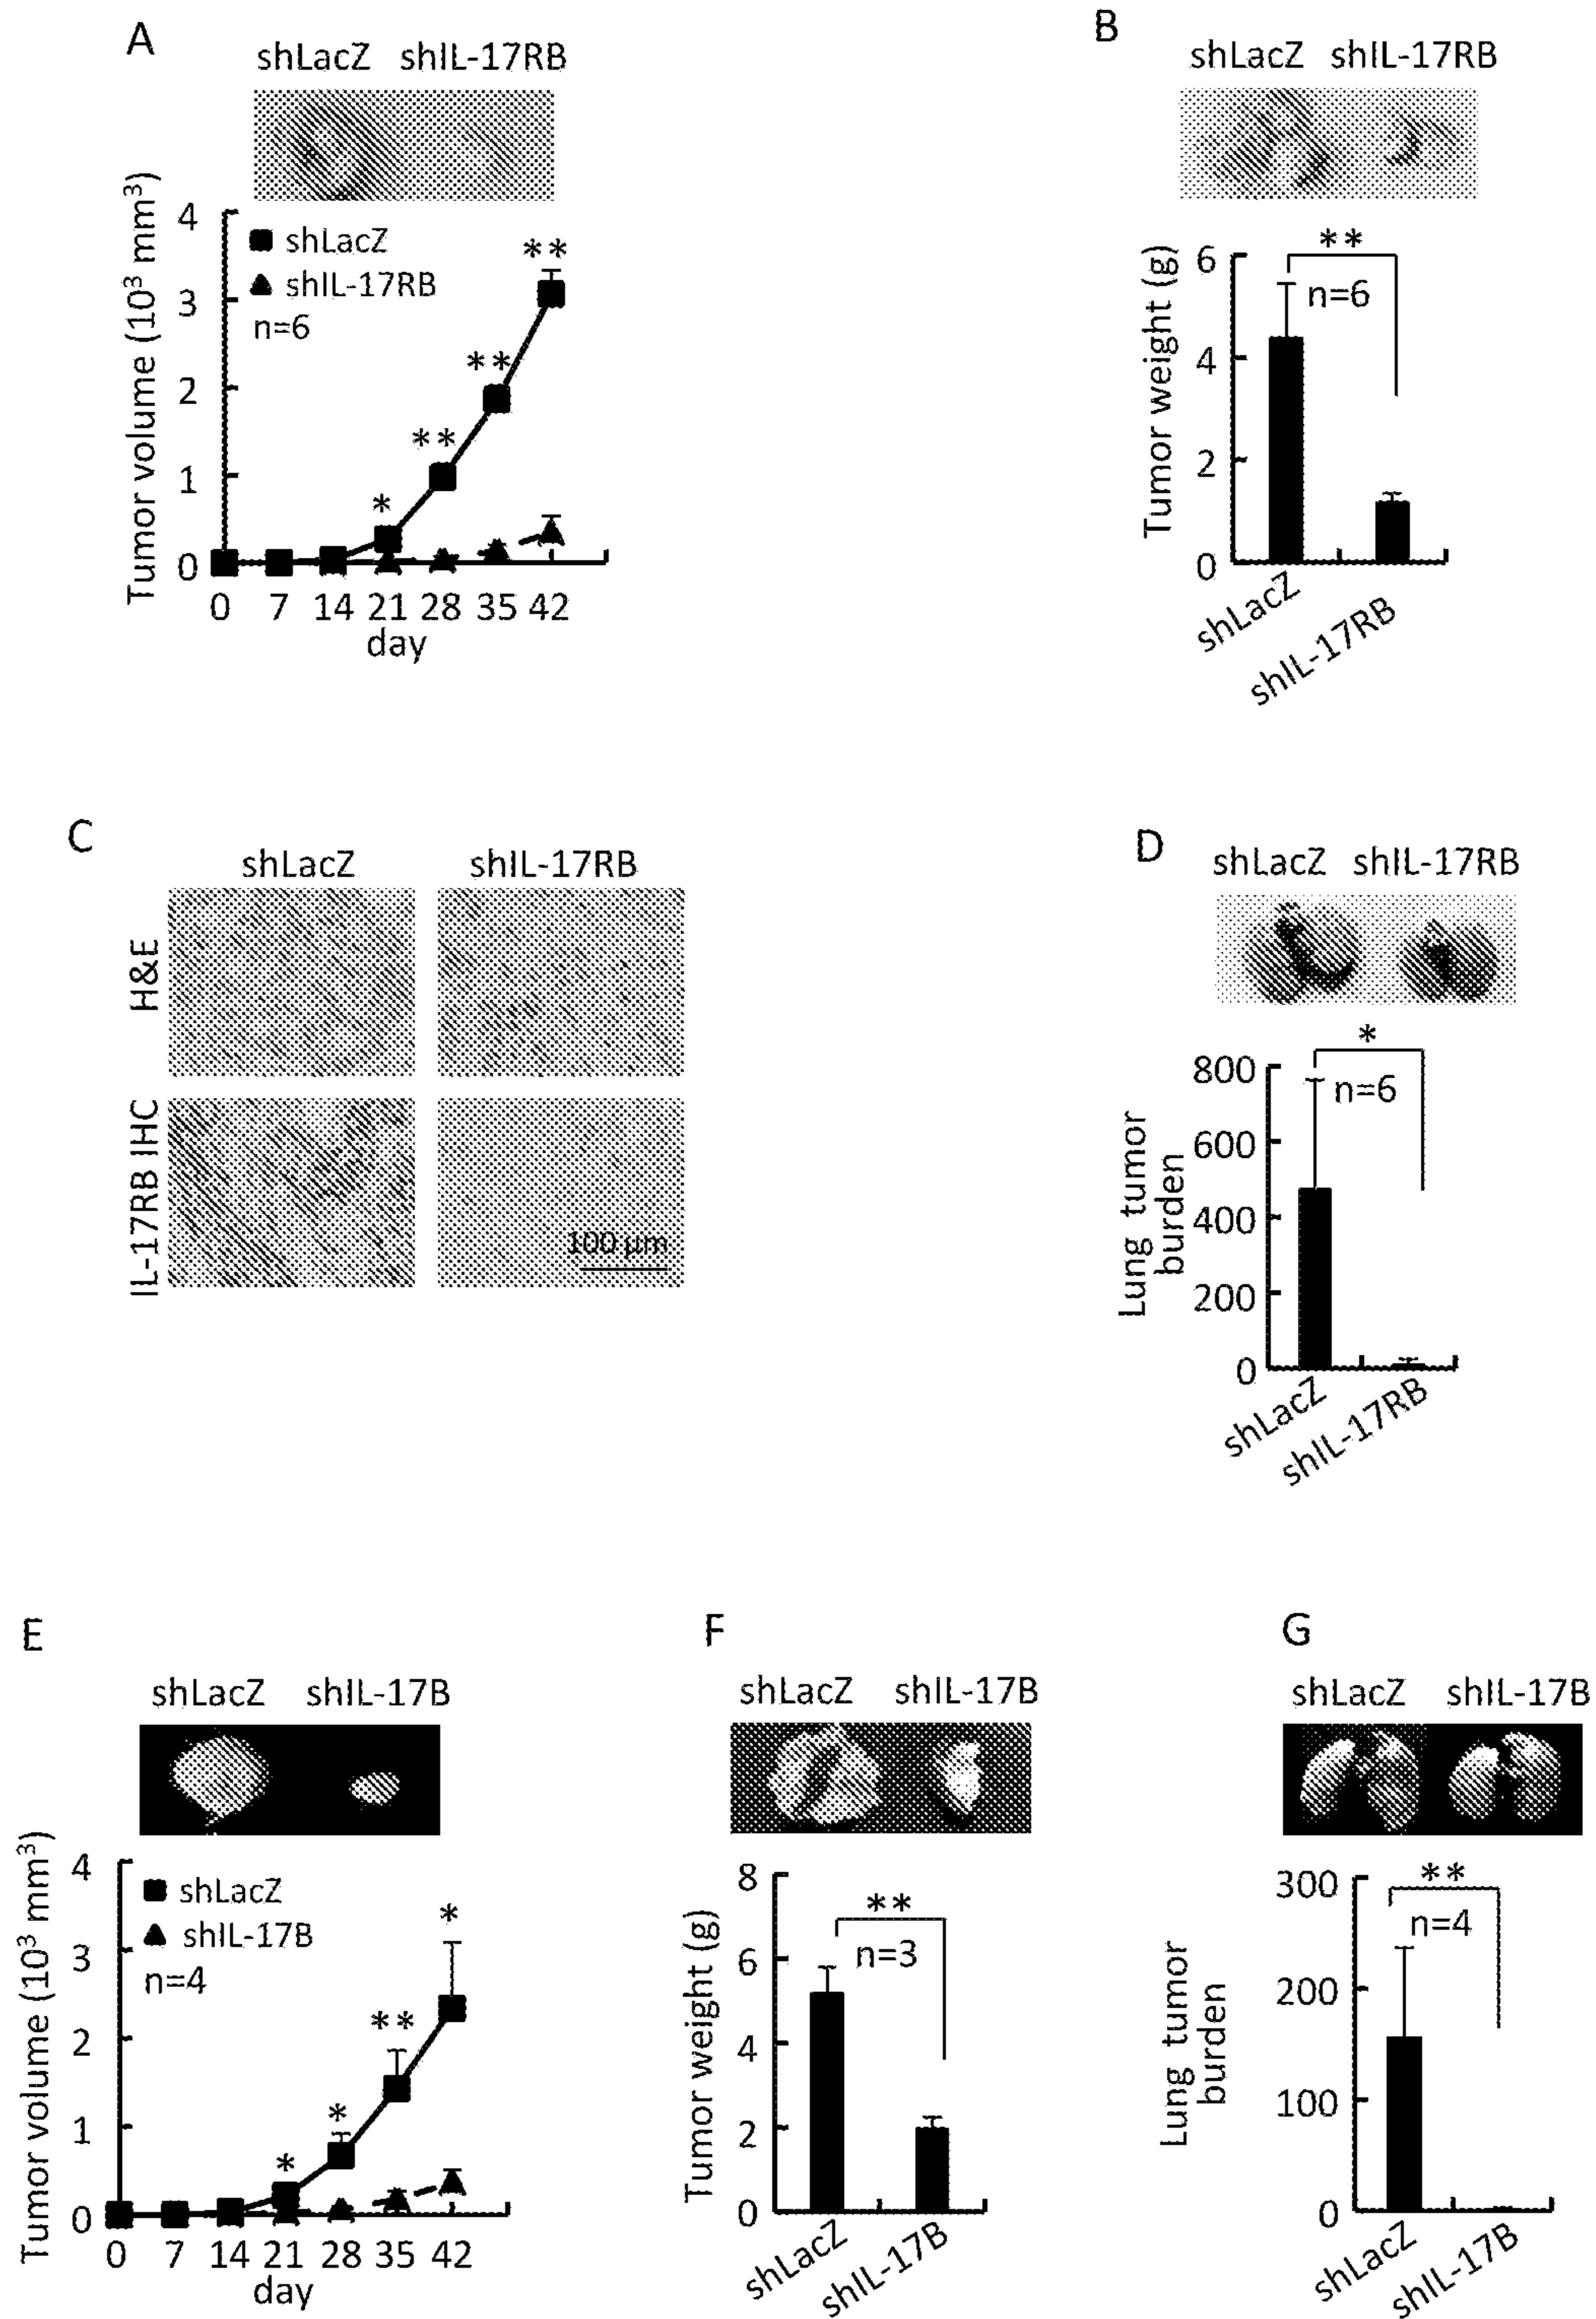 A
shLacZ shIL-17RB
Tumor volume (10³ mm³)
4
3
2
1
0
shLacZ
shIL-17RB
n=6
*
**
**
**
0 7 14 21 28 35 42
day
B
shLacZ shIL-17RB
Tumor weight (g)
6
4
2
0
**
n=6
shLacZ
shIL-17RB
C
shLacZ shIL-17RB
H&E
IL-17RB IHC
100 μm
D
shLacZ shIL-17RB
Lung tumor
burden
800
600
400
200
0
*
n=6
shLacZ
shIL-17RB
E
shLacZ shIL-17B
Tumor volume (10³ mm³)
4
3
2
1
0
shLacZ
shIL-17B
n=4
*
*
**
*
0 7 14 21 28 35 42
day
F
shLacZ shIL-17B
Tumor weight (g)
8
6
4
2
0
**
n=3
shLacZ
shIL-17B
G
shLacZ shIL-17B
Lung tumor
burden
300
200
100
0
**
n=4
shLacZ
shIL-17B